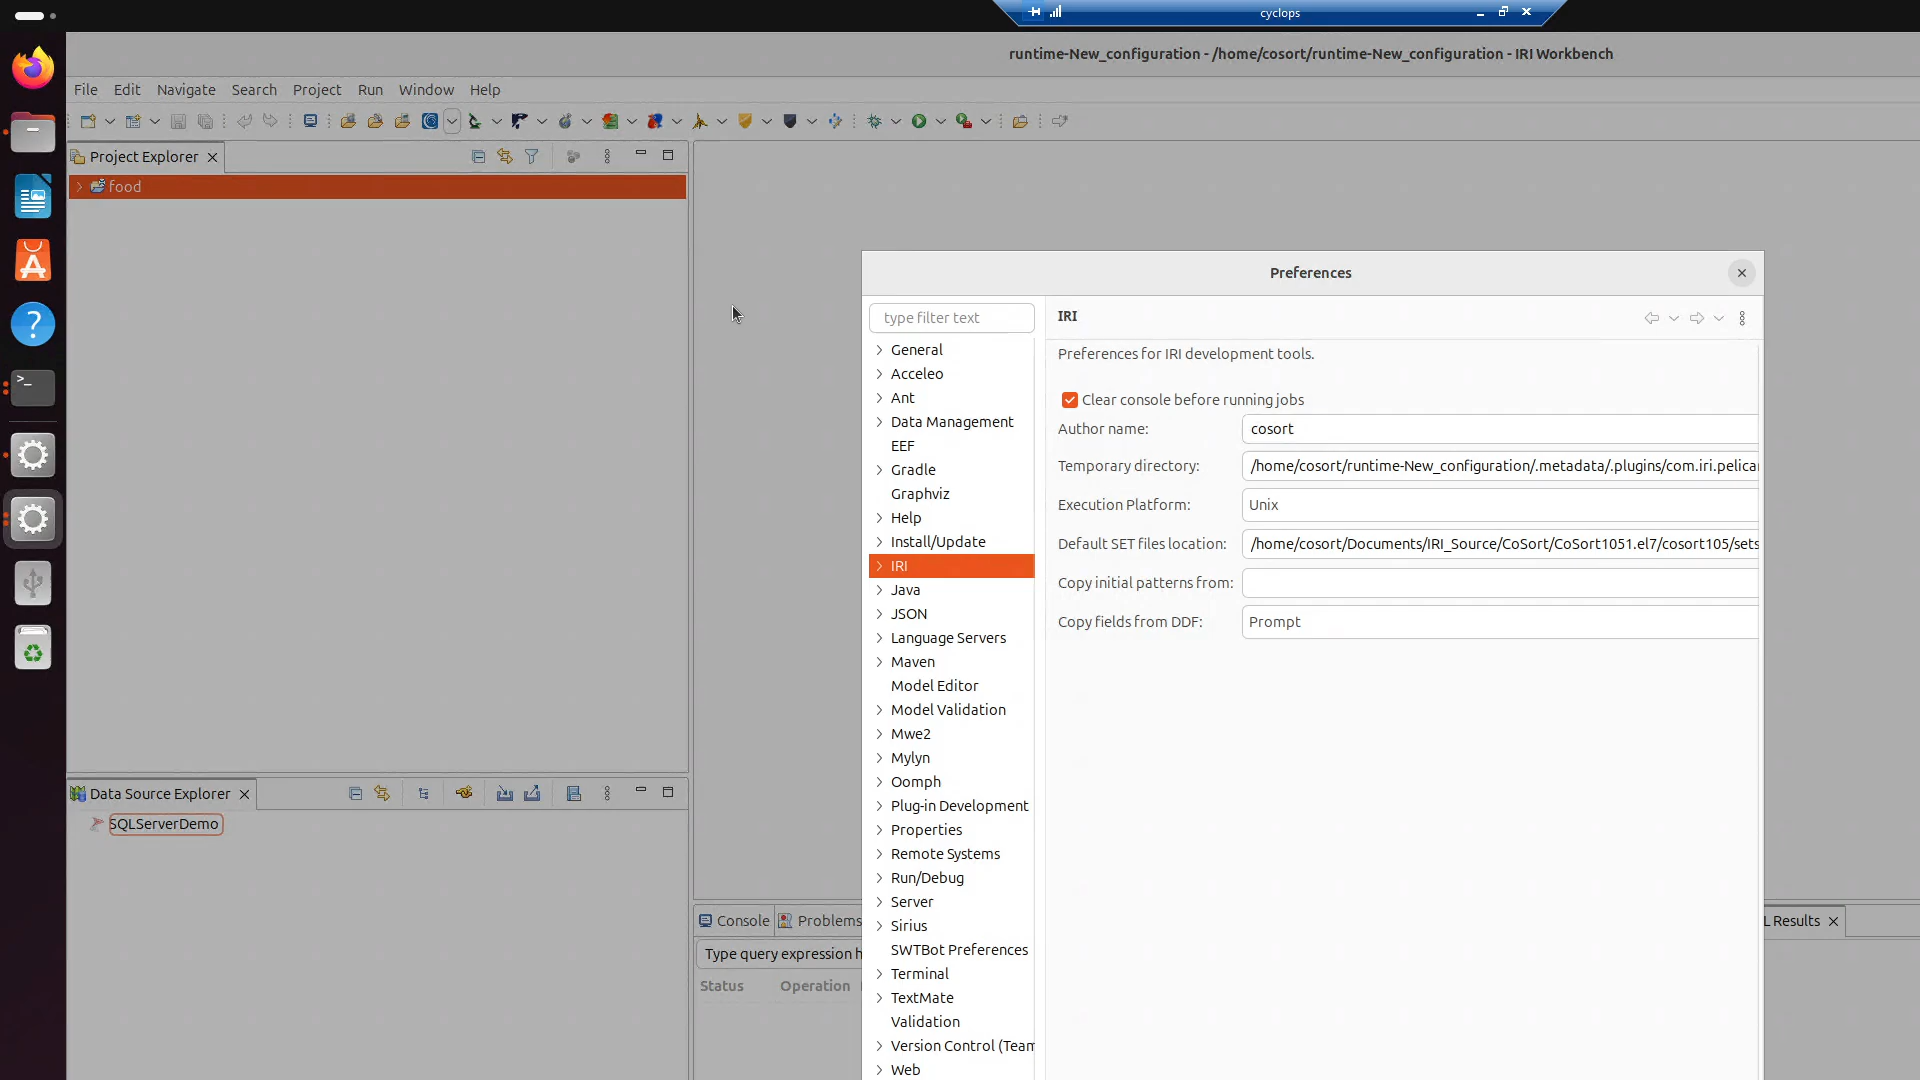 cyclops
runtime-New_configuration - /home/cosort/runtime-New_configuration - IRI Workbench
File Edit Navigate Search Project Run Window Help
Project Explorer
food
Preferences
type filter text
General
Acceleo
Ant
Data Management
EEF
Gradle
Graphviz
Help
Install/Update
IRI
Java
JSON
Language Servers
Maven
Model Editor
Model Validation
Mwe2
Mylyn
Oomph
Plug-in Development
Properties
Remote Systems
Run/Debug
Server
Sirius
SWTBot Preferences
Terminal
TextMate
Validation
Version Control (Team
Web
IRI
Preferences for IRI development tools.
Clear console before running jobs
Author name: cosort
Temporary directory: /home/cosort/runtime-New_configuration/.metadata/.plugins/com.iri.pelica
Execution Platform: Unix
Default SET files location: /home/cosort/Documents/IRI_Source/CoSort/CoSort1051.el7/cosort105/sets
Copy initial patterns from:
Copy fields from DDF: Prompt
Data Source Explorer
SQLServerDemo
Console Problems
L Results
Type query expression h
Status Operation